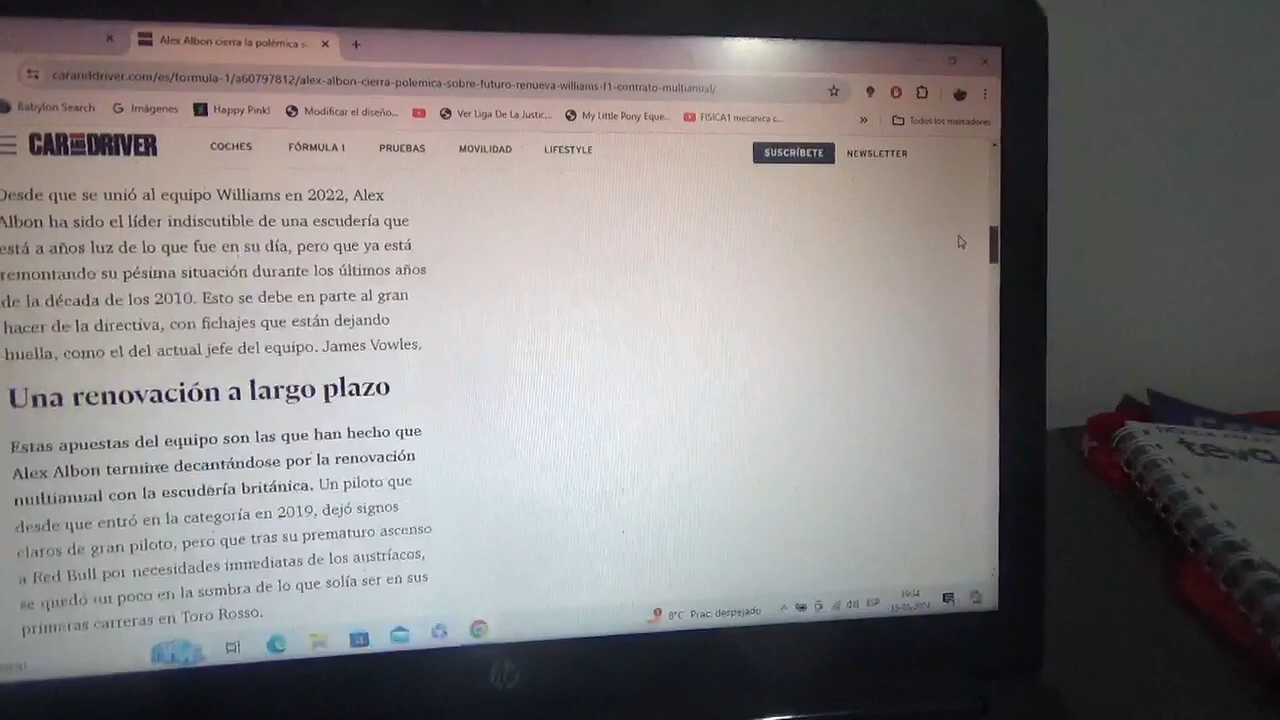 Alex Albon cierra la polémica s
caranddriver.com/es/formula-1/a60797812/alex-albon-cierra-polemica-sobre-futuro-renueva-williams-f1-contrato-multianual/
Babylon Search
Imágenes
Happy Pink!
Modificar el diseño...
Ver Liga De La Justic...
My Little Pony Eque...
FISICA1 mecanica c...
»
Todos los marcadores
CAR AND DRIVER
COCHES
FÓRMULA 1
PRUEBAS
MOVILIDAD
LIFESTYLE
SUSCRÍBETE
NEWSLETTER
Desde que se unió al equipo Williams en 2022, Alex
Albon ha sido el líder indiscutible de una escudería que
está a años luz de lo que fue en su día, pero que ya está
remontando su pésima situación durante los últimos años
de la década de los 2010. Esto se debe en parte al gran
hacer de la directiva, con fichajes que están dejando
huella, como el del actual jefe del equipo. James Vowles.
Una renovación a largo plazo
Estas apuestas del equipo son las que han hecho que
Alex Albon termine decantándose por la renovación
multianual con la escudería británica. Un piloto que
desde que entró en la categoría en 2019, dejó signos
claros de gran piloto, pero que tras su prematuro ascenso
a Red Bull por necesidades inmediatas de los austríacos,
se quedó un poco en la sombra de lo que solía ser en sus
primeras carreras en Toro Rosso.
8°C Prac. despejado
ESP
hp
teva